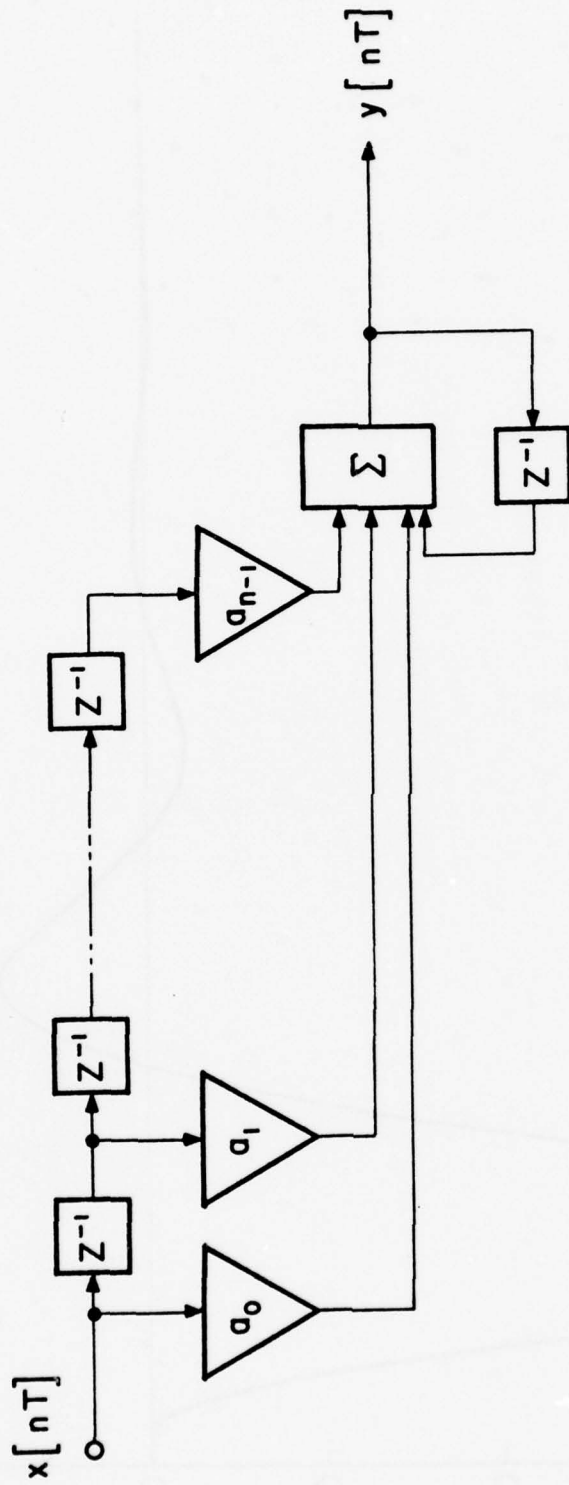 x[nT]
Z⁻¹
Z⁻¹
Z⁻¹
a₀
a₁
aₙ₋₁
Σ
y[nT]
Z⁻¹